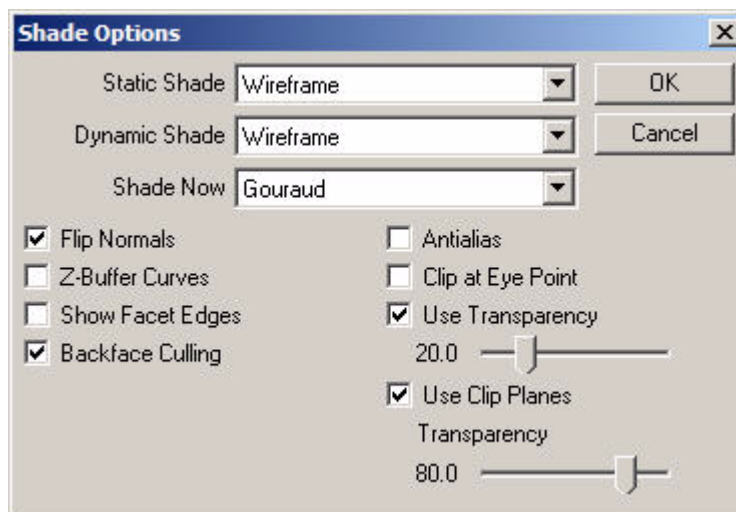 Shade Options
Static Shade Wireframe OK
Dynamic Shade Wireframe Cancel
Shade Now Gouraud
Flip Normals Antialias
Z-Buffer Curves Clip at Eye Point
Show Facet Edges Use Transparency
Backface Culling 20.0
Use Clip Planes
Transparency
80.0